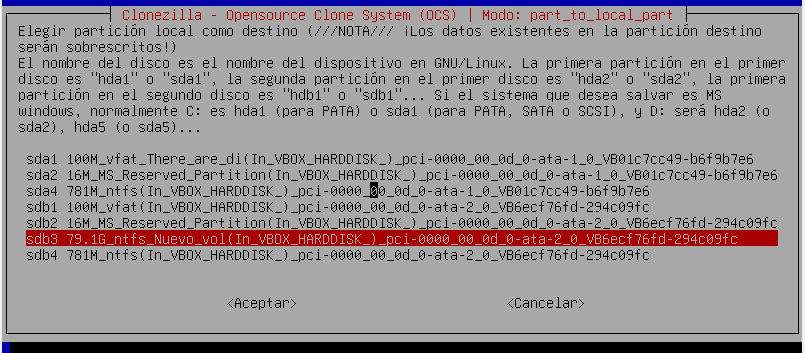 Clonezilla - Opensource Clone System (OCS) | Modo: part_to_local_part
Elegir partición local como destino (///NOTA/// ¡Los datos existentes en la partición destino
serán sobrescritos!)
El nombre del disco es el nombre del dispositivo en GNU/Linux. La primera partición en el primer
disco es "hda1" o "sda1", la segunda partición en el primer disco es "hda2" o "sda2", la primera
partición en el segundo disco es "hdb1" o "sdb1"... Si el sistema que desea salvar es MS
windows, normalmente C: es hda1 (para PATA) o sda1 (para PATA, SATA o SCSI), y D: será hda2 (o
sda2), hda5 (o sda5)...
sda1 100M_vfat_There_are_di(In_VBOX_HARDDISK_)_pci-0000_00_0d_0-ata-1_0_VB01c7cc49-b6f9b7e6
sda2 16M_MS_Reserved_Partition(In_VBOX_HARDDISK_)_pci-0000_00_0d_0-ata-1_0_VB01c7cc49-b6f9b7e6
sda4 781M_ntfs(In_VBOX_HARDDISK_)_pci-0000_00_0d_0-ata-1_0_VB01c7cc49-b6f9b7e6
sdb1 100M_vfat(In_VBOX_HARDDISK_)_pci-0000_00_0d_0-ata-2_0_VB6ecf76fd-294c09fc
sdb2 16M_MS_Reserved_Partition(In_VBOX_HARDDISK_)_pci-0000_00_0d_0-ata-2_0_VB6ecf76fd-294c09fc
sdb3 79.1G_ntfs_Nuevo_vol(In_VBOX_HARDDISK_)_pci-0000_00_0d_0-ata-2_0_VB6ecf76fd-294c09fc
sdb4 781M_ntfs(In_VBOX_HARDDISK_)_pci-0000_00_0d_0-ata-2_0_VB6ecf76fd-294c09fc
<Aceptar> <Cancelar>